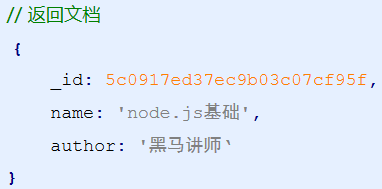 // 返回文档
{
_id: 5c0917ed37ec9b03c07cf95f,
name: 'node.js基础',
author: '黑马讲师‵
}